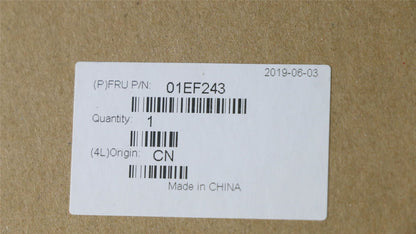 2019-06-03
(P)FRU P/N: 01EF243
Quantity: 1
(4L)Origin: CN
Made in CHINA